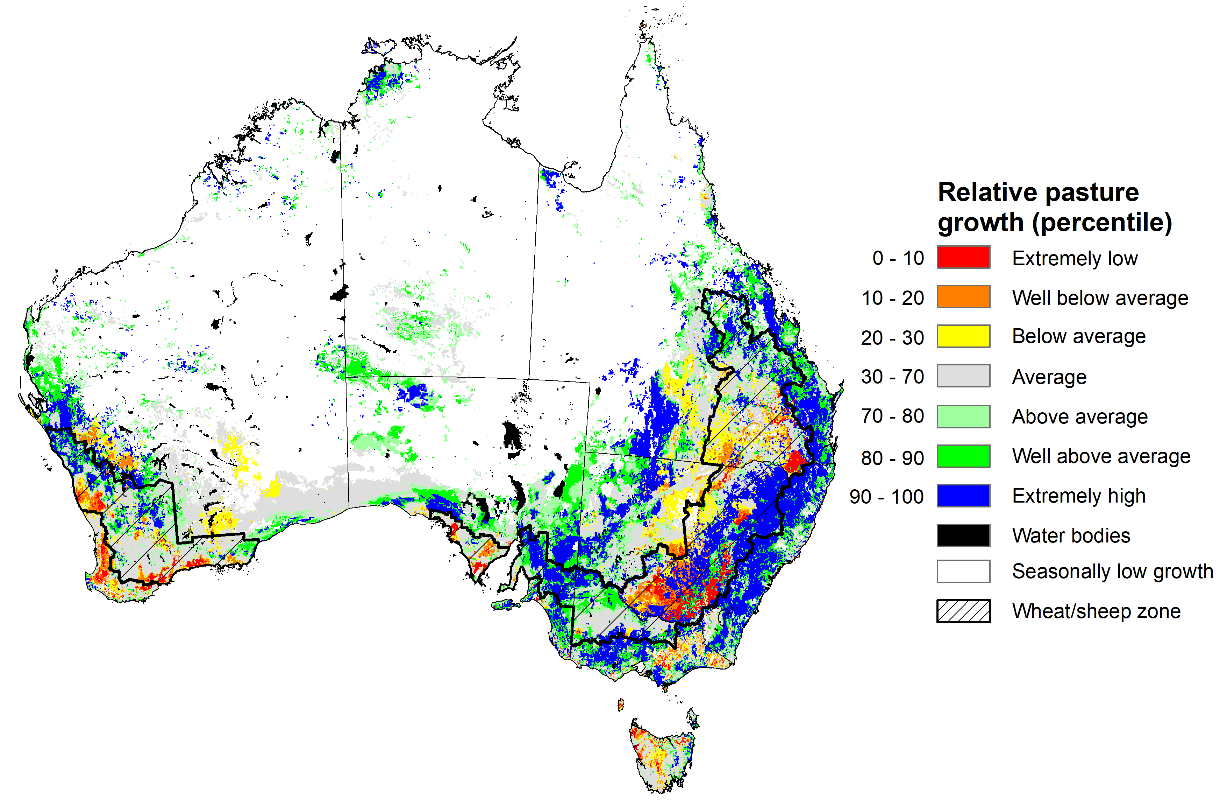 Relative pasture
growth (percentile)
0 - 10 Extremely low
10 - 20 Well below average
20 - 30 Below average
30 - 70 Average
70 - 80 Above average
80 - 90 Well above average
90 - 100 Extremely high
Water bodies
Seasonally low growth
Wheat/sheep zone